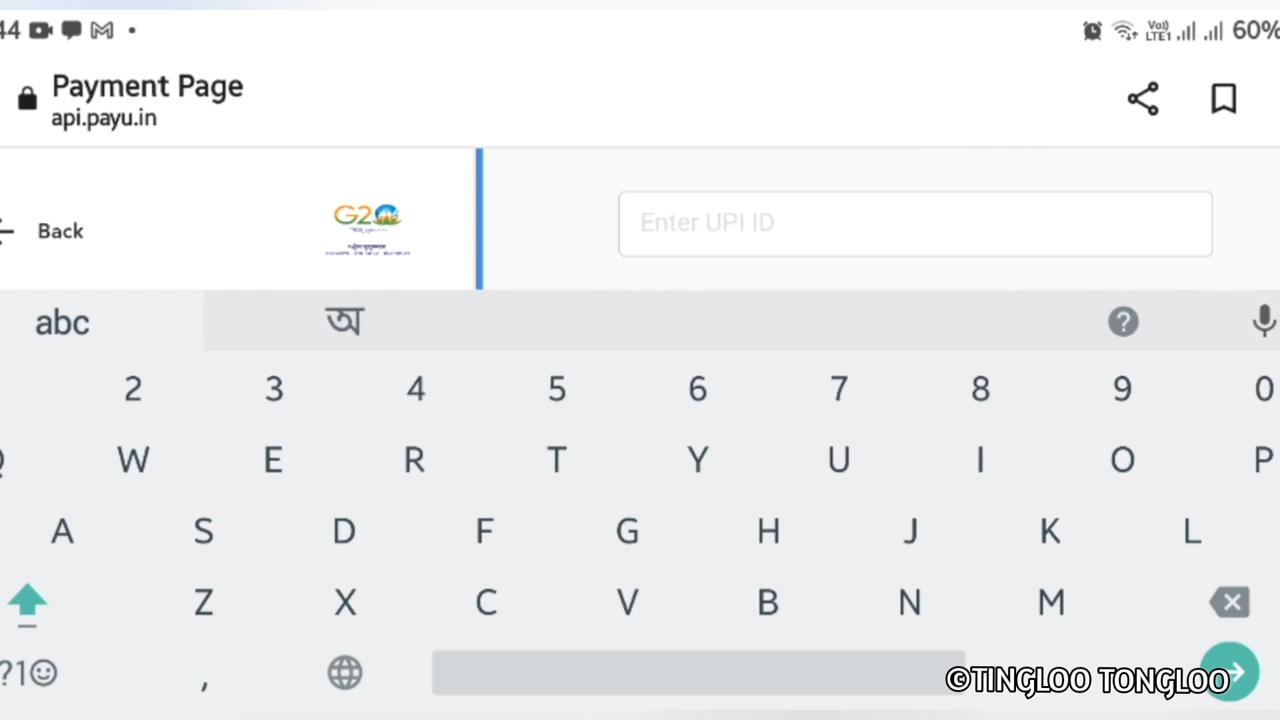 44
Vo)) LTE1 60%
Payment Page
api.payu.in
Back
G20
Enter UPI ID
abc অ ?
2 3 4 5 6 7 8 9 0
Q W E R T Y U I O P
A S D F G H J K L
Z X C V B N M
?1 ,
©TINGLOO TONGLOO